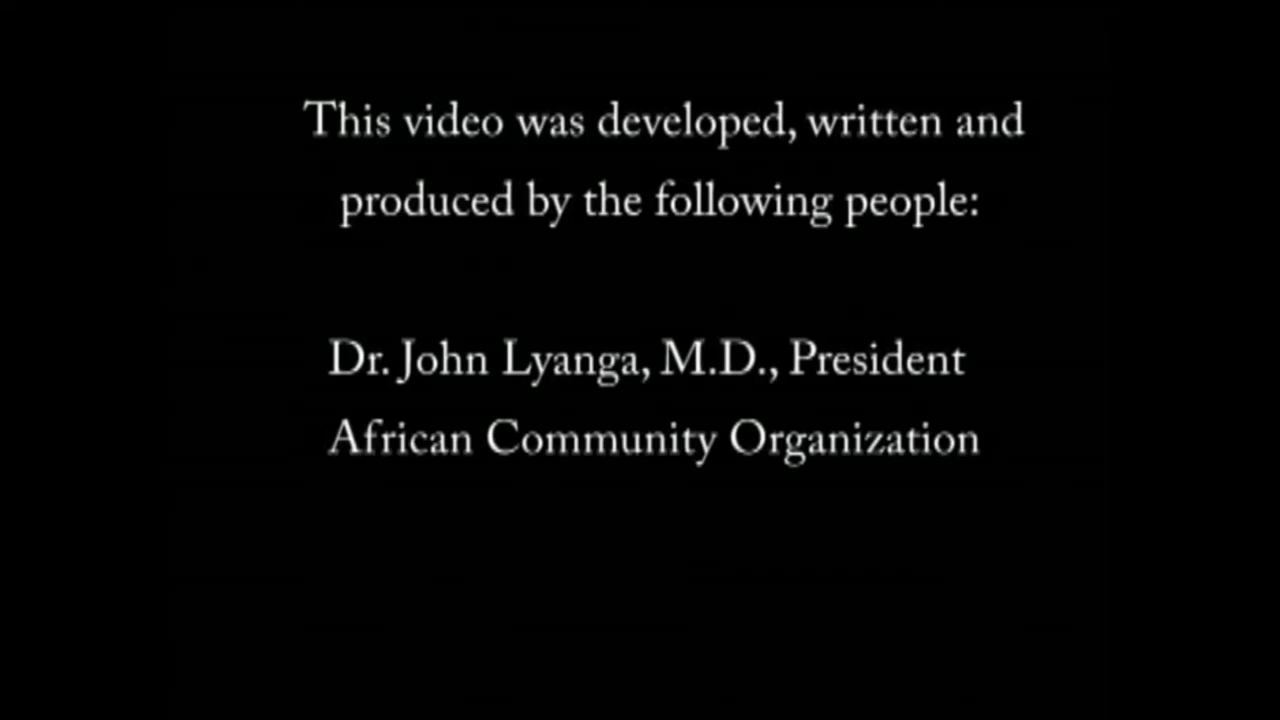 This video was developed, written and
produced by the following people:
Dr. John Lyanga, M.D., President
African Community Organization